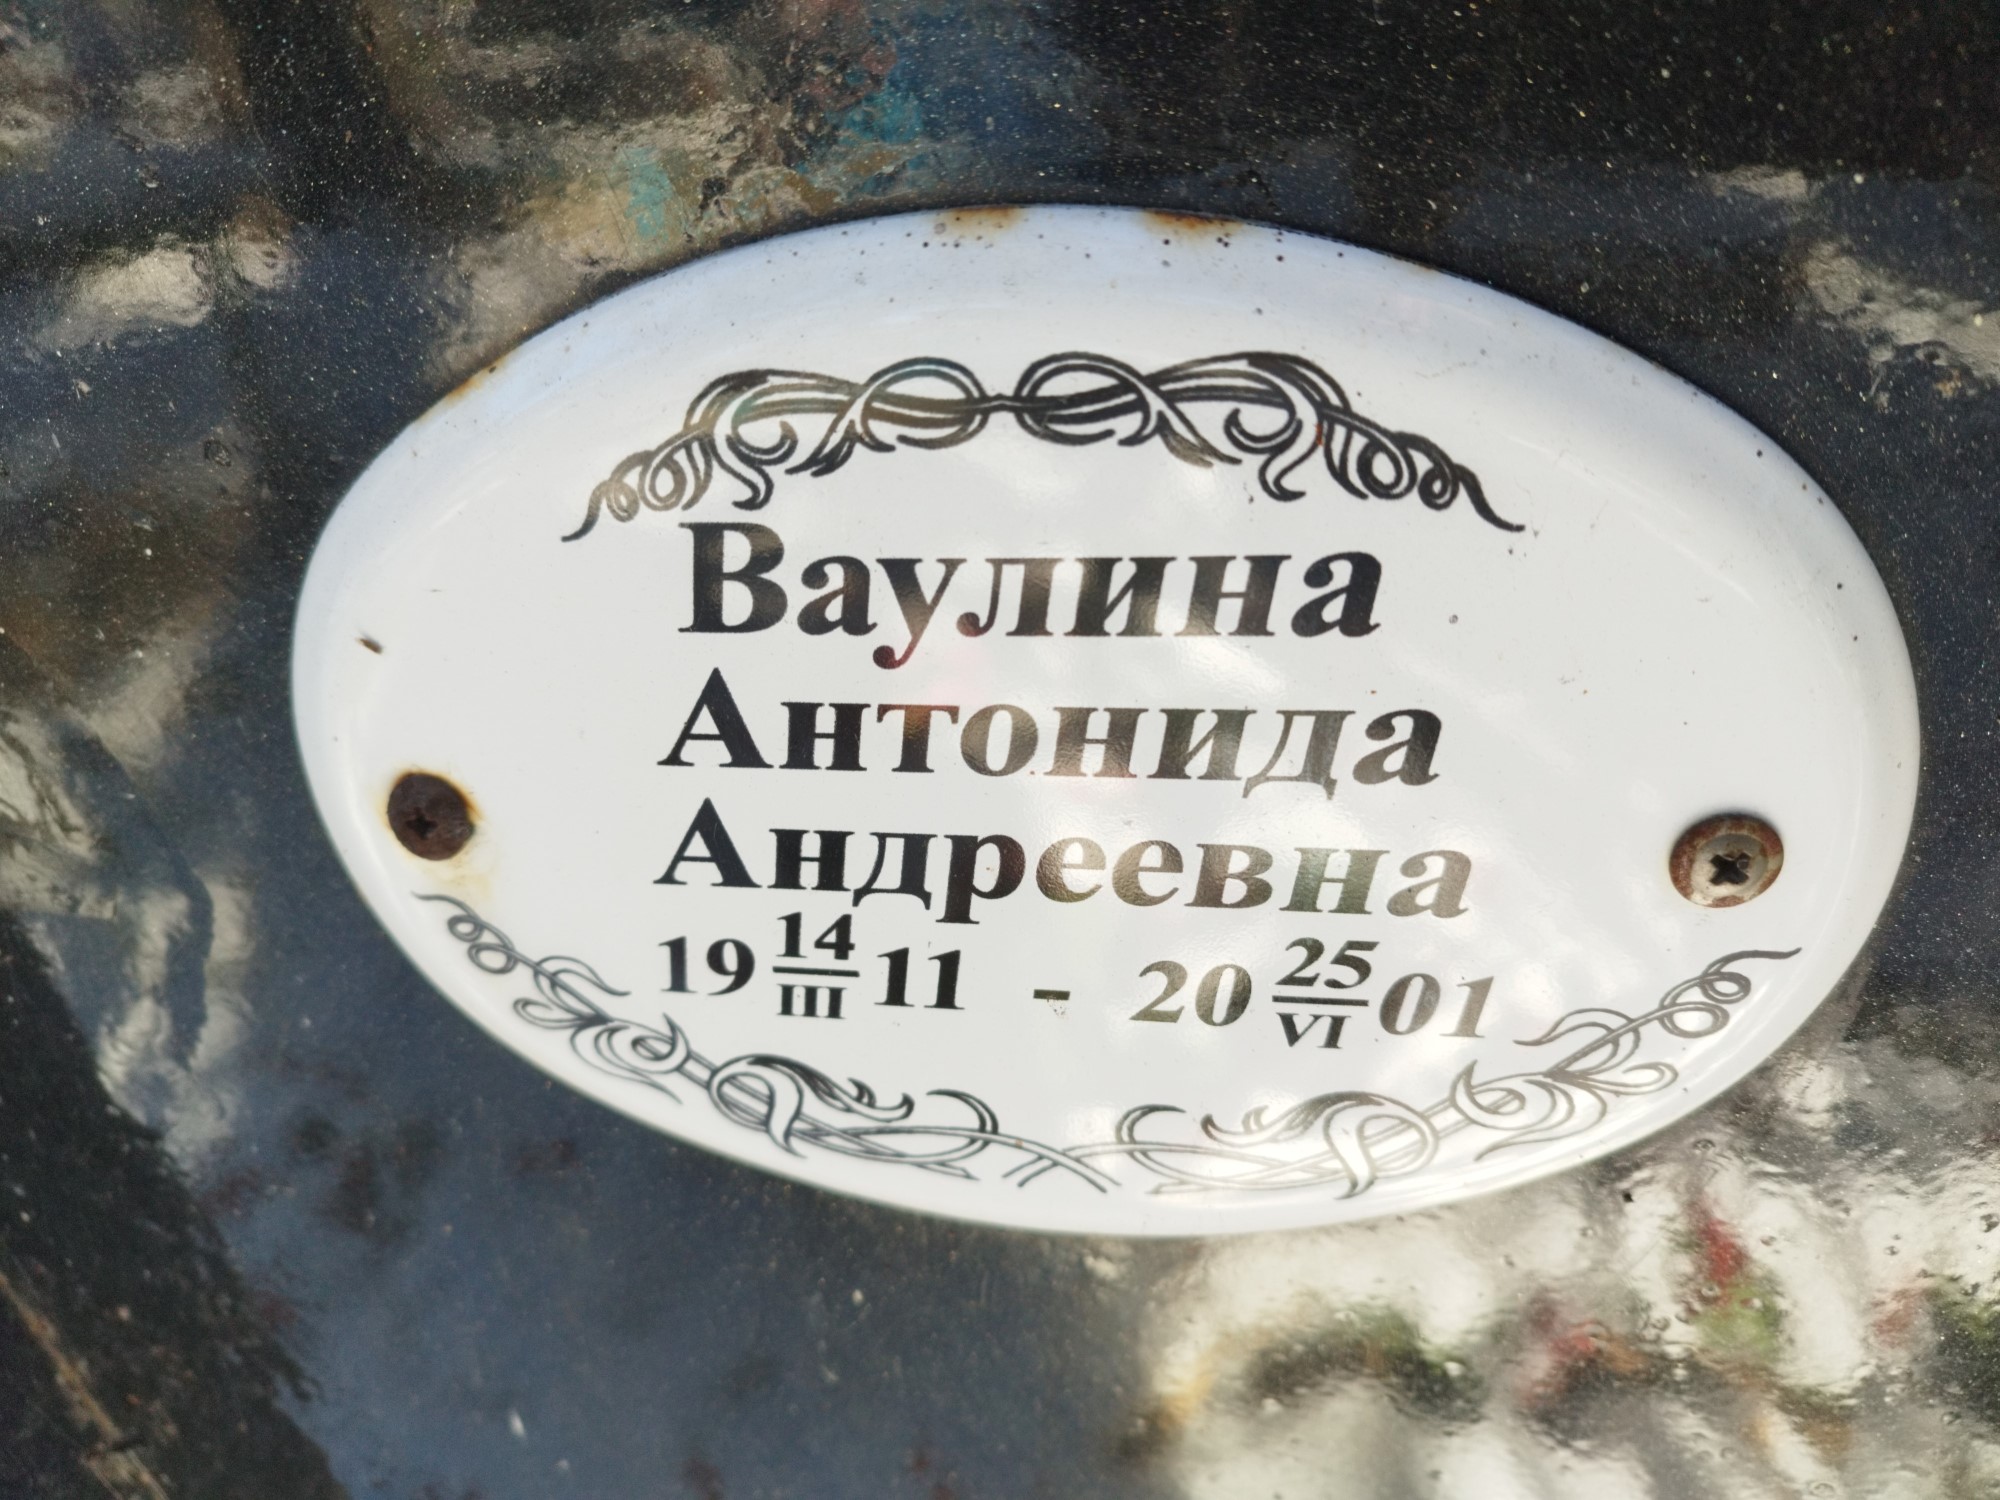 Ваулина
Антонида
Андреевна
19 14/III 11 - 20 25/VI 01